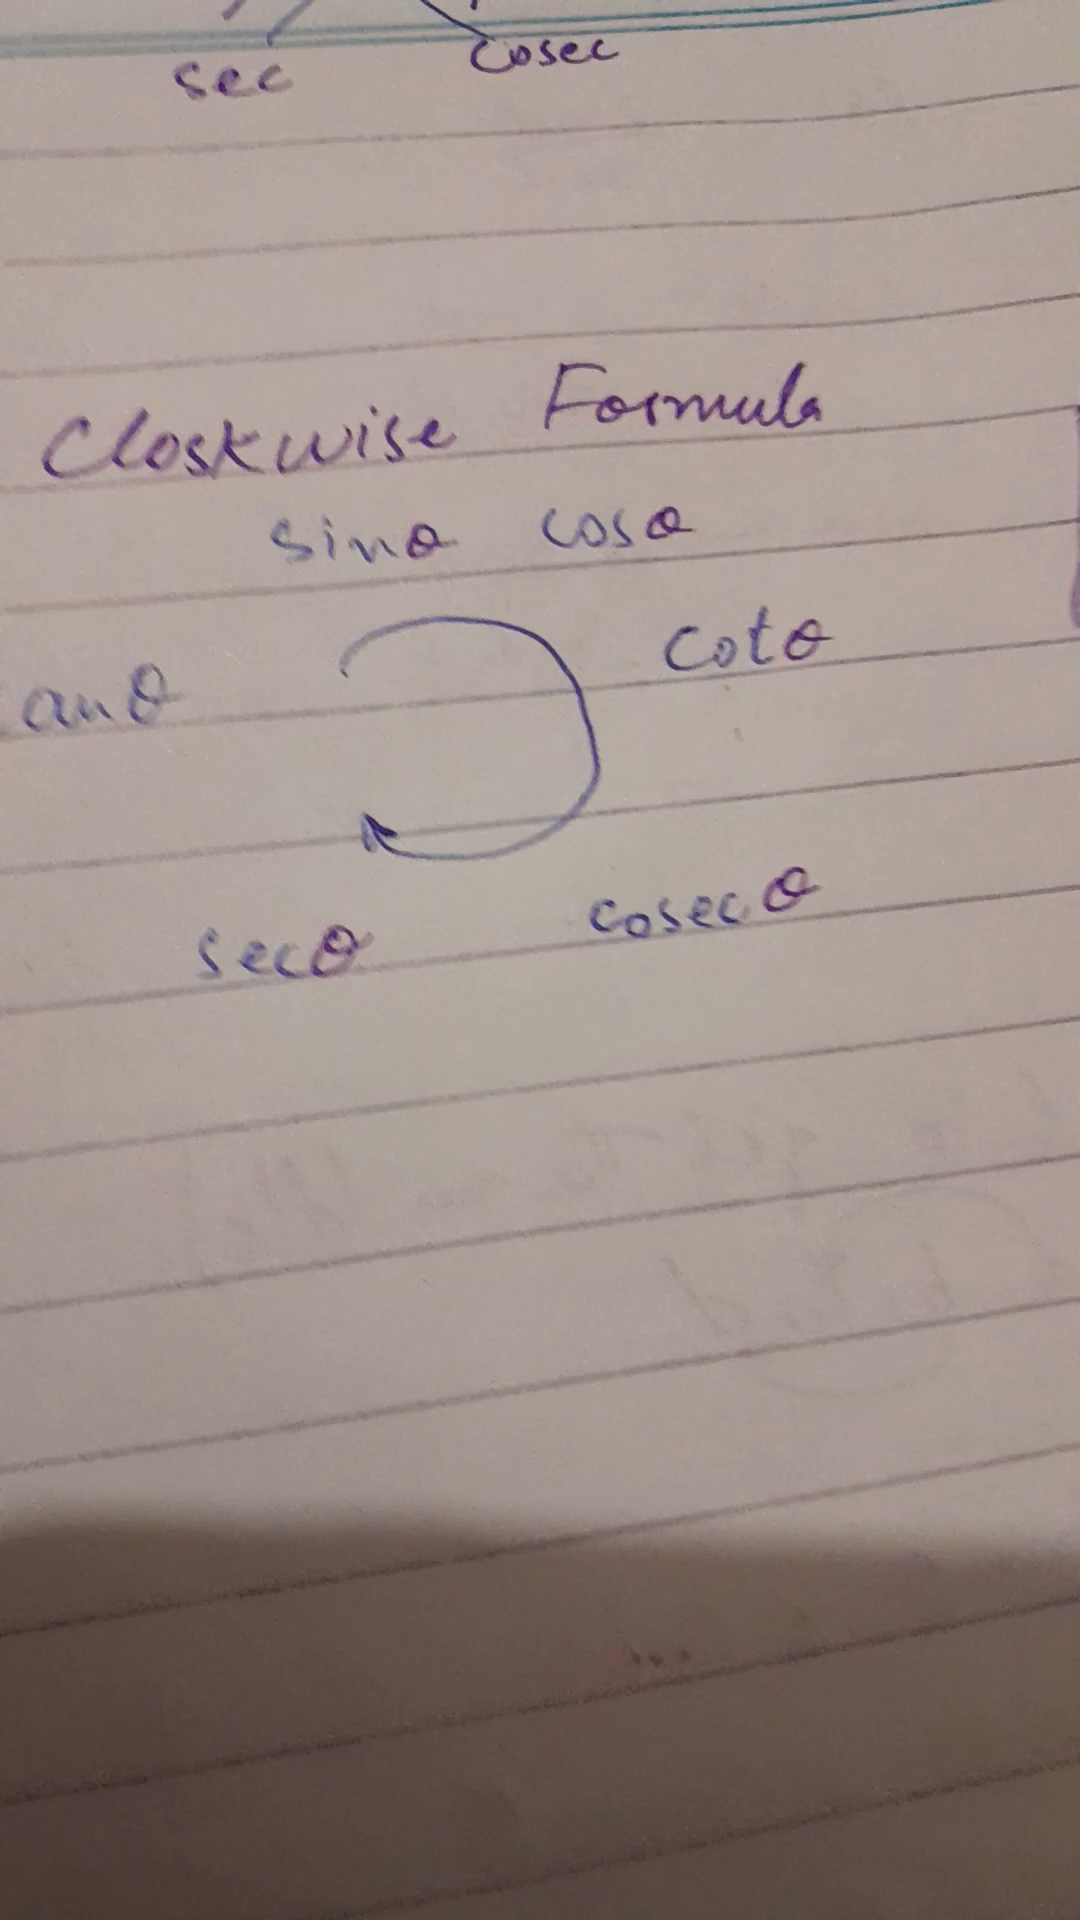 sec cosec
Closkwise Formula
sinθ cosθ
anθ cotθ
secθ cosecθ